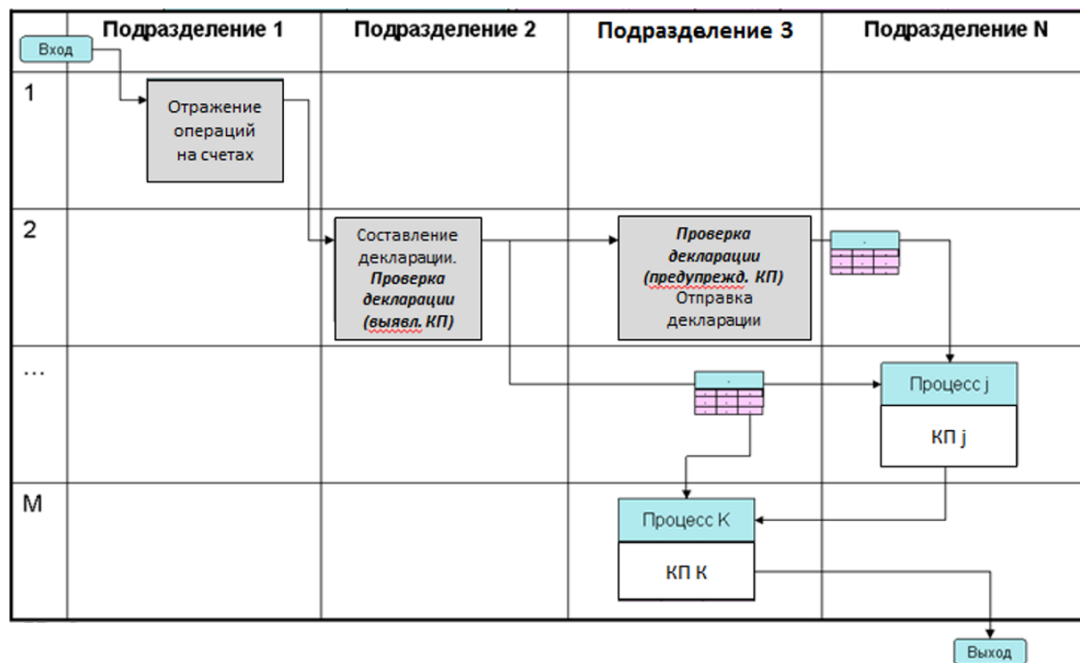 Подразделение 1
Подразделение 2
Подразделение 3
Подразделение N
Вход
1
Отражение
операций
на счетах
2
Составление
декларации.
Проверка
декларации
(выявл. КП)
Проверка
декларации
(предупрежд. КП)
Отправка
декларации
...
Процесс j
КП j
M
Процесс K
КП К
Выход